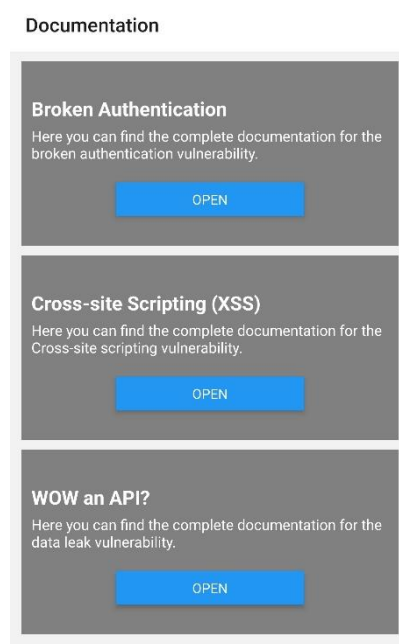 Documentation
Broken Authentication
Here you can find the complete documentation for the
broken authentication vulnerability.
OPEN
Cross-site Scripting (XSS)
Here you can find the complete documentation for the
Cross-site scripting vulnerability.
OPEN
WOW an API?
Here you can find the complete documentation for the
data leak vulnerability.
OPEN